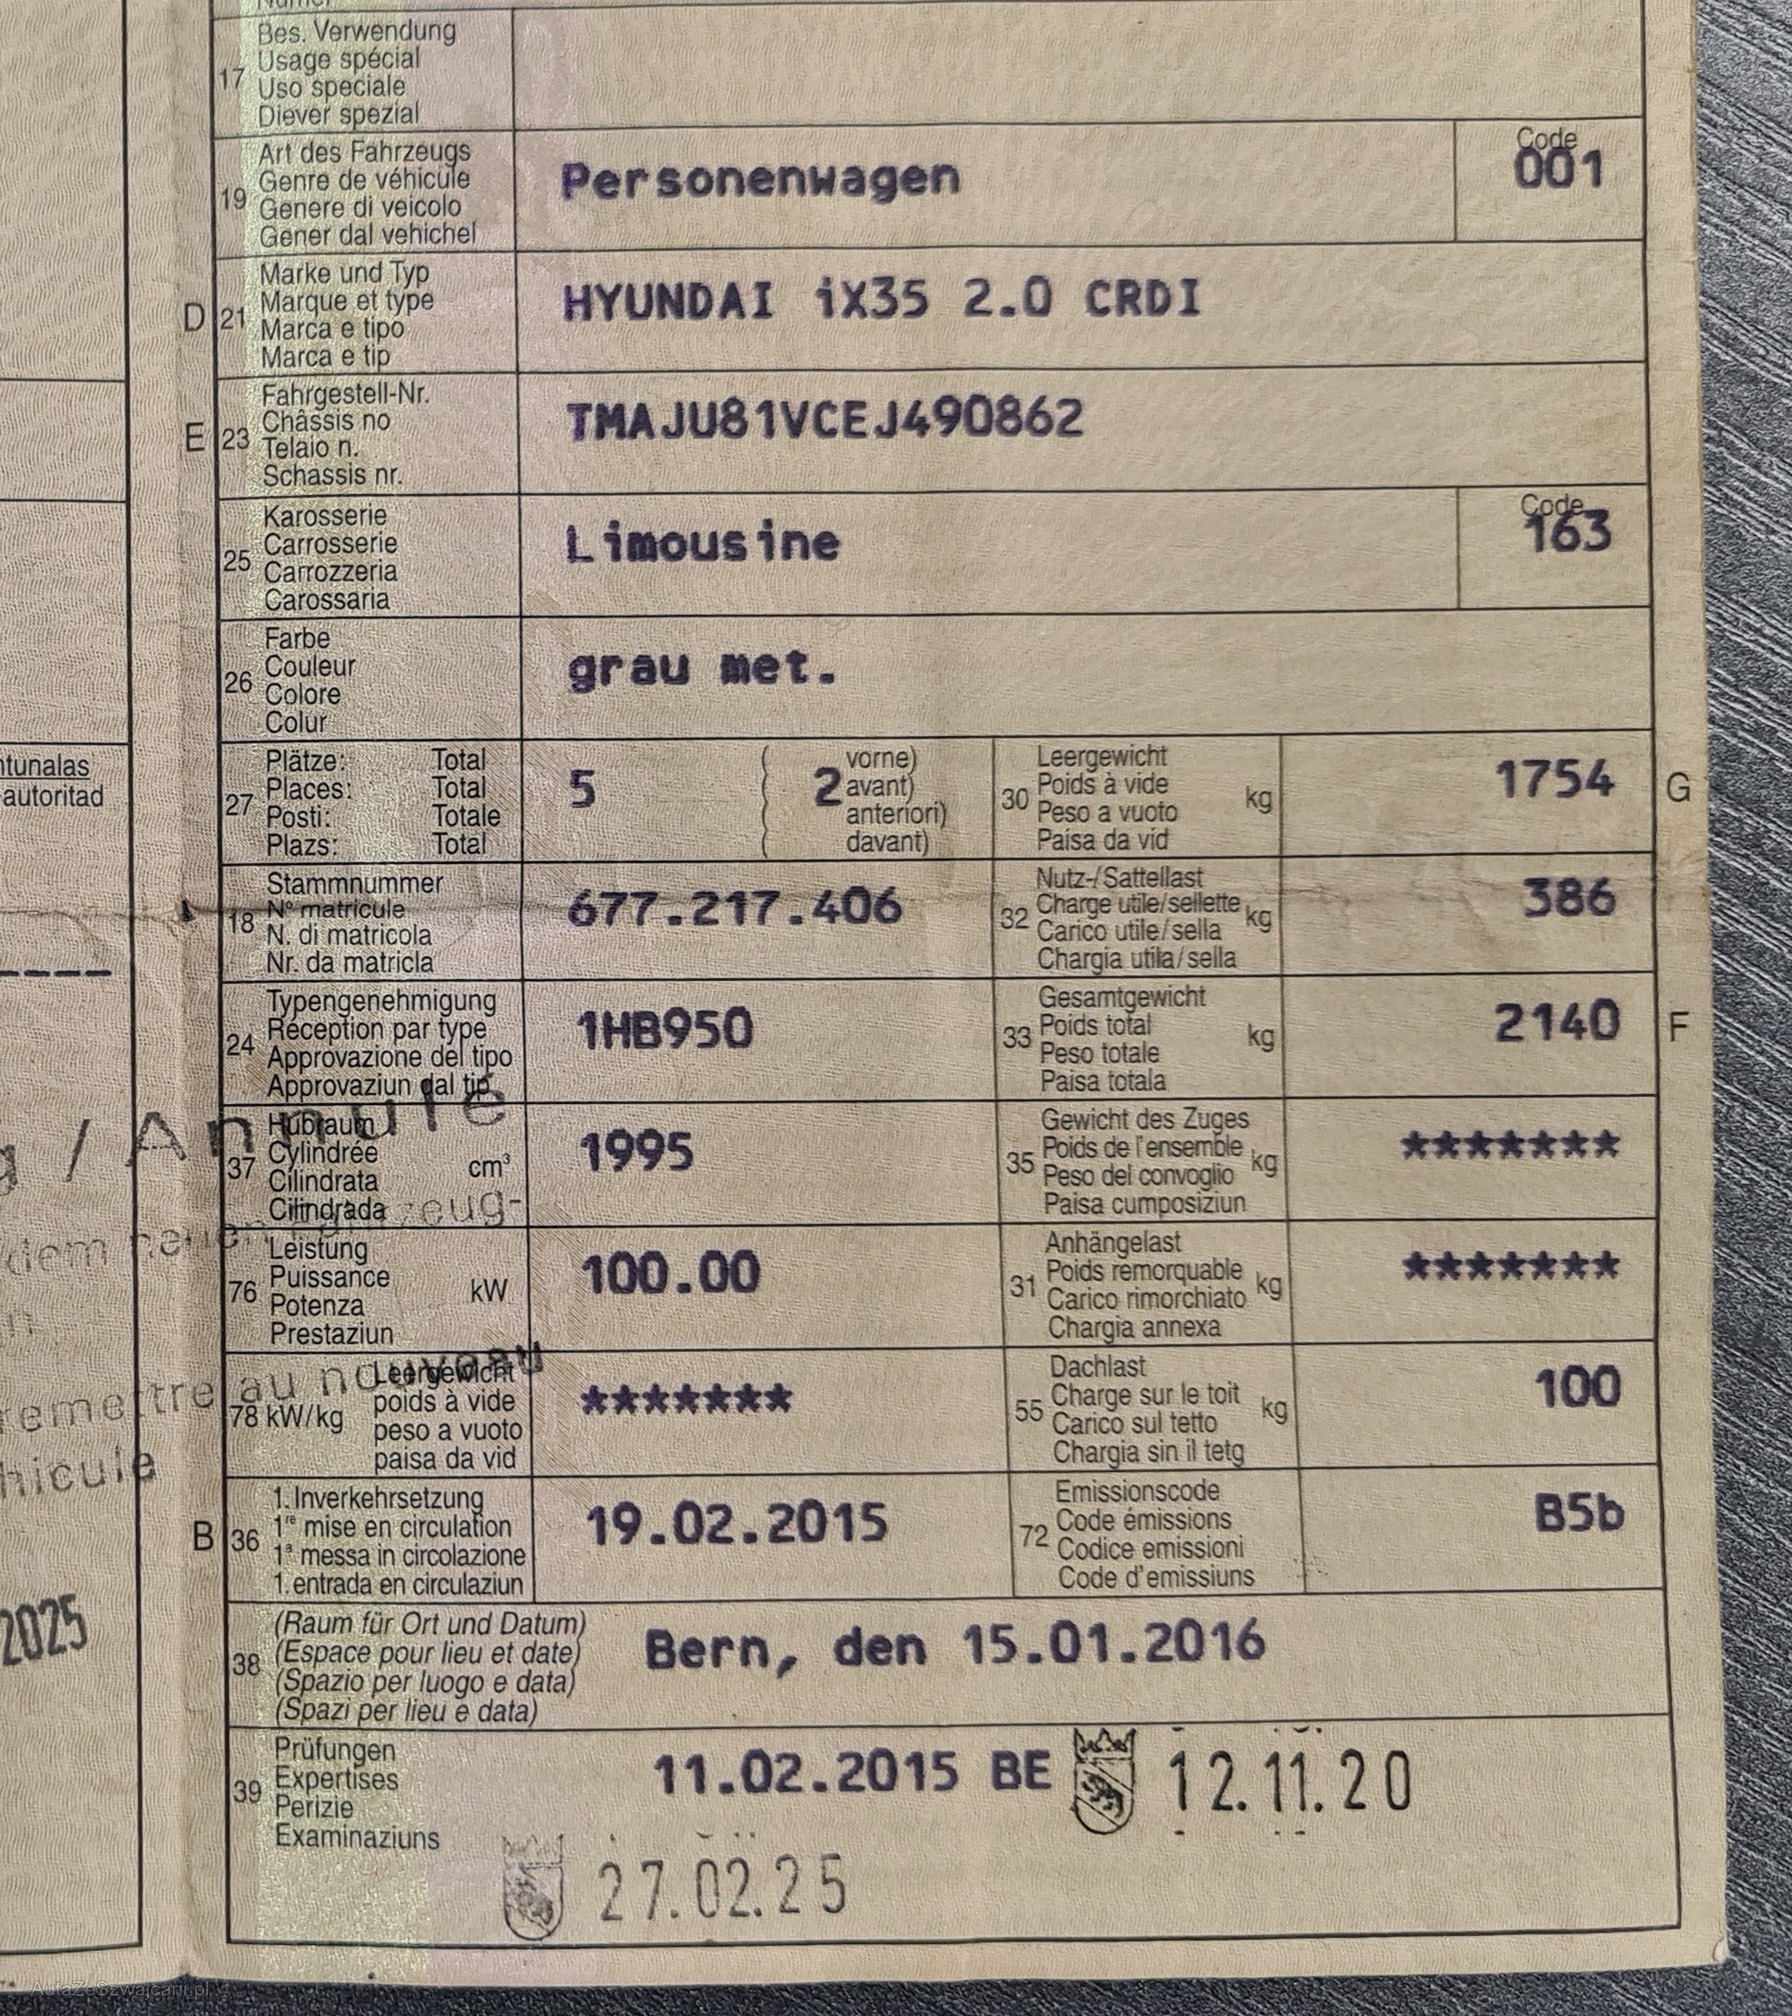 Numer
17 Bes. Verwendung
Usage spécial
Uso speciale
Diever spezial
19 Art des Fahrzeugs
Genre de véhicule
Genere di veicolo
Gener dal vehichel
Personenwagen
Code
001
D 21 Marke und Typ
Marque et type
Marca e tipo
Marca e tip
HYUNDAI iX35 2.0 CRDI
E 23 Fahrgestell-Nr.
Châssis no
Telaio n.
Schassis nr.
TMAJU81VCEJ490862
25 Karosserie
Carrosserie
Carrozzeria
Carossaria
Limousine
Code
163
26 Farbe
Couleur
Colore
Colur
grau met.
ntunalas
autoritad
27 Plätze: Total
Places: Total
Posti: Totale
Plazs: Total
5 ( 2 vorne)
avant)
anteriori)
davant)
30 Leergewicht
Poids à vide
Peso a vuoto
Paisa da vid
kg
1754 G
18 Stammnummer
N° matricule
N. di matricola
Nr. da matricla
677.217.406
32 Nutz-/Sattellast
Charge utile/sellette
Carico utile/sella
Chargia utila/sella
kg
386
24 Typengenehmigung
Réception par type
Approvazione del tipo
Approvaziun dal tip
1HB950
33 Gesamtgewicht
Poids total
Peso totale
Paisa totala
kg
2140 F
g / Annulé
37 Hubraum
Cylindrée
Cilindrata
Cilindrada
cm³
1995
35 Gewicht des Zuges
Poids de l'ensemble
Peso del convoglio
Paisa cumposiziun
kg
*******
dem neuen Fahrzeug-
76 Leistung
Puissance
Potenza
Prestaziun
kW
100.00
31 Anhängelast
Poids remorquable
Carico rimorchiato
Chargia annexa
kg
*******
remettre au nouveau
hicule
78 kW/kg Leergewicht
poids à vide
peso a vuoto
paisa da vid
*******
55 Dachlast
Charge sur le toit
Carico sul tetto
Chargia sin il tetg
kg
100
B 36 1. Inverkehrsetzung
1re mise en circulation
1a messa in circolazione
1. entrada en circulaziun
19.02.2015
72 Emissionscode
Code émissions
Codice emissioni
Code d'emissiuns
B5b
2025
38 (Raum für Ort und Datum)
(Espace pour lieu et date)
(Spazio per luogo e data)
(Spazi per lieu e data)
Bern, den 15.01.2016
39 Prüfungen
Expertises
Perizie
Examinaziuns
11.02.2015 BE 12.11.20
27.02.25
AutaZeSzwajcarii.pl